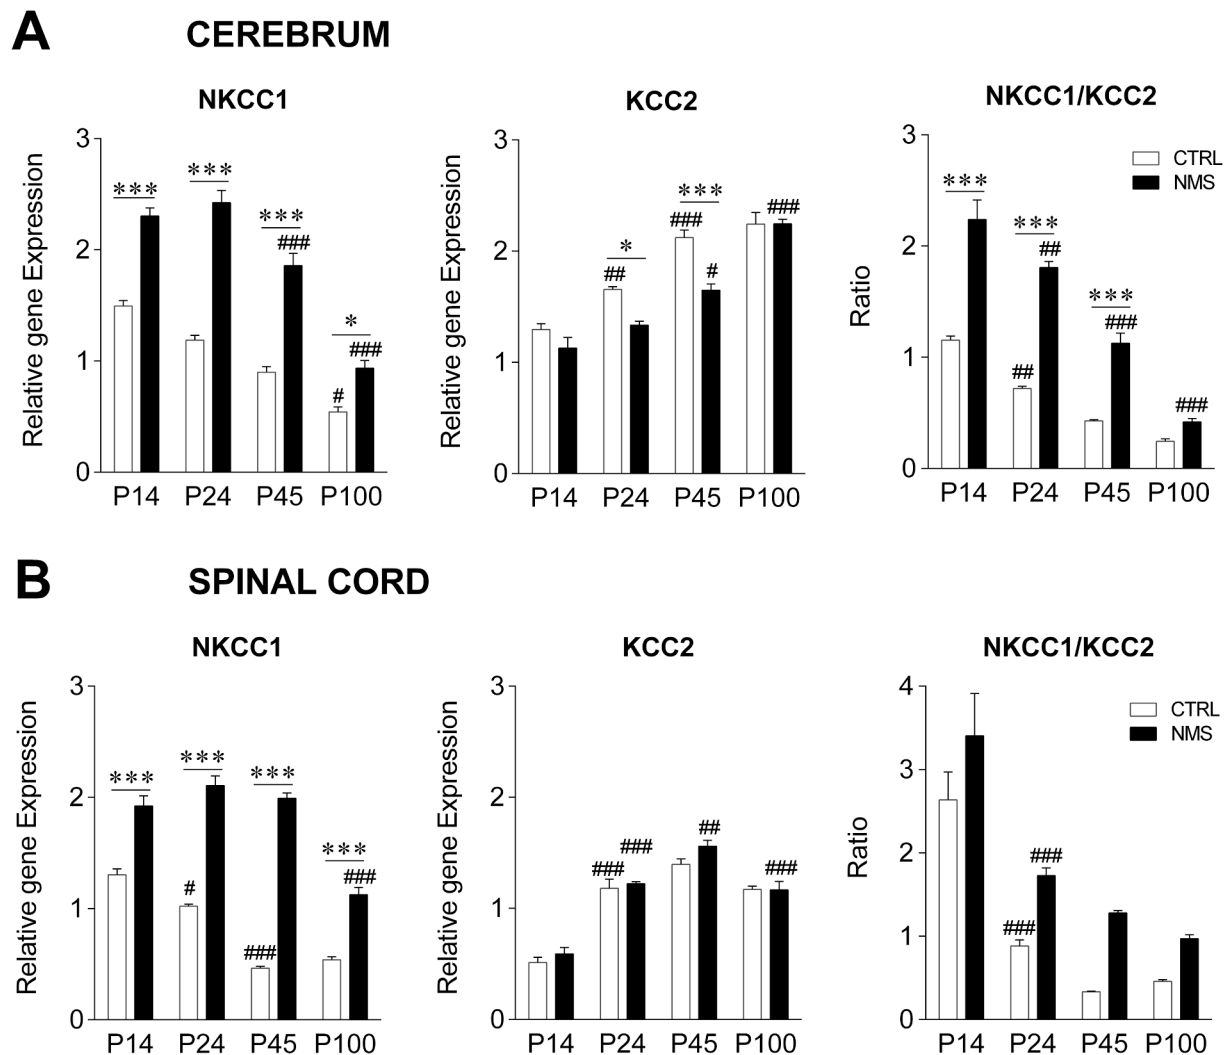 A CEREBRUM
NKCC1
Relative gene Expression
3
2
1
0
***
***
***
###
*
###
#
P14 P24 P45 P100
KCC2
Relative gene Expression
3
2
1
0
*
##
***
###
#
###
P14 P24 P45 P100
NKCC1/KCC2
Ratio
3
2
1
0
CTRL
NMS
***
***
##
##
***
###
###
P14 P24 P45 P100
B SPINAL CORD
NKCC1
Relative gene Expression
3
2
1
0
***
***
#
***
###
***
###
P14 P24 P45 P100
KCC2
Relative gene Expression
3
2
1
0
###
###
##
###
P14 P24 P45 P100
NKCC1/KCC2
Ratio
4
3
2
1
0
CTRL
NMS
###
###
P14 P24 P45 P100